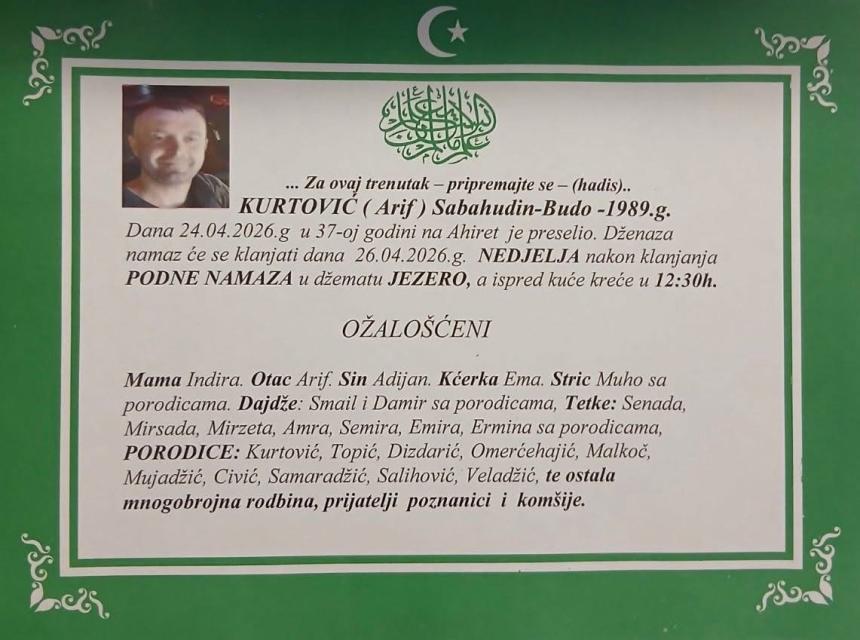 ... Za ovaj trenutak – pripremajte se – (hadis)..
KURTOVIĆ ( Arif ) Sabahudin-Budo -1989.g.
Dana 24.04.2026.g u 37-oj godini na Ahiret je preselio. Dženaza
namaz će se klanjati dana 26.04.2026.g. NEDJELJA nakon klanjanja
PODNE NAMAZA u džematu JEZERO, a ispred kuće kreće u 12:30h.
OŽALOŠĆENI
Mama Indira. Otac Arif. Sin Adijan. Kćerka Ema. Stric Muho sa
porodicama. Dajdže: Smail i Damir sa porodicama, Tetke: Senada,
Mirsada, Mirzeta, Amra, Semira, Emira, Ermina sa porodicama,
PORODICE: Kurtović, Topić, Dizdarić, Omerćehajić, Malkoč,
Mujadžić, Civić, Samaradžić, Salihović, Veladžić, te ostala
mnogobrojna rodbina, prijatelji poznanici i komšije.